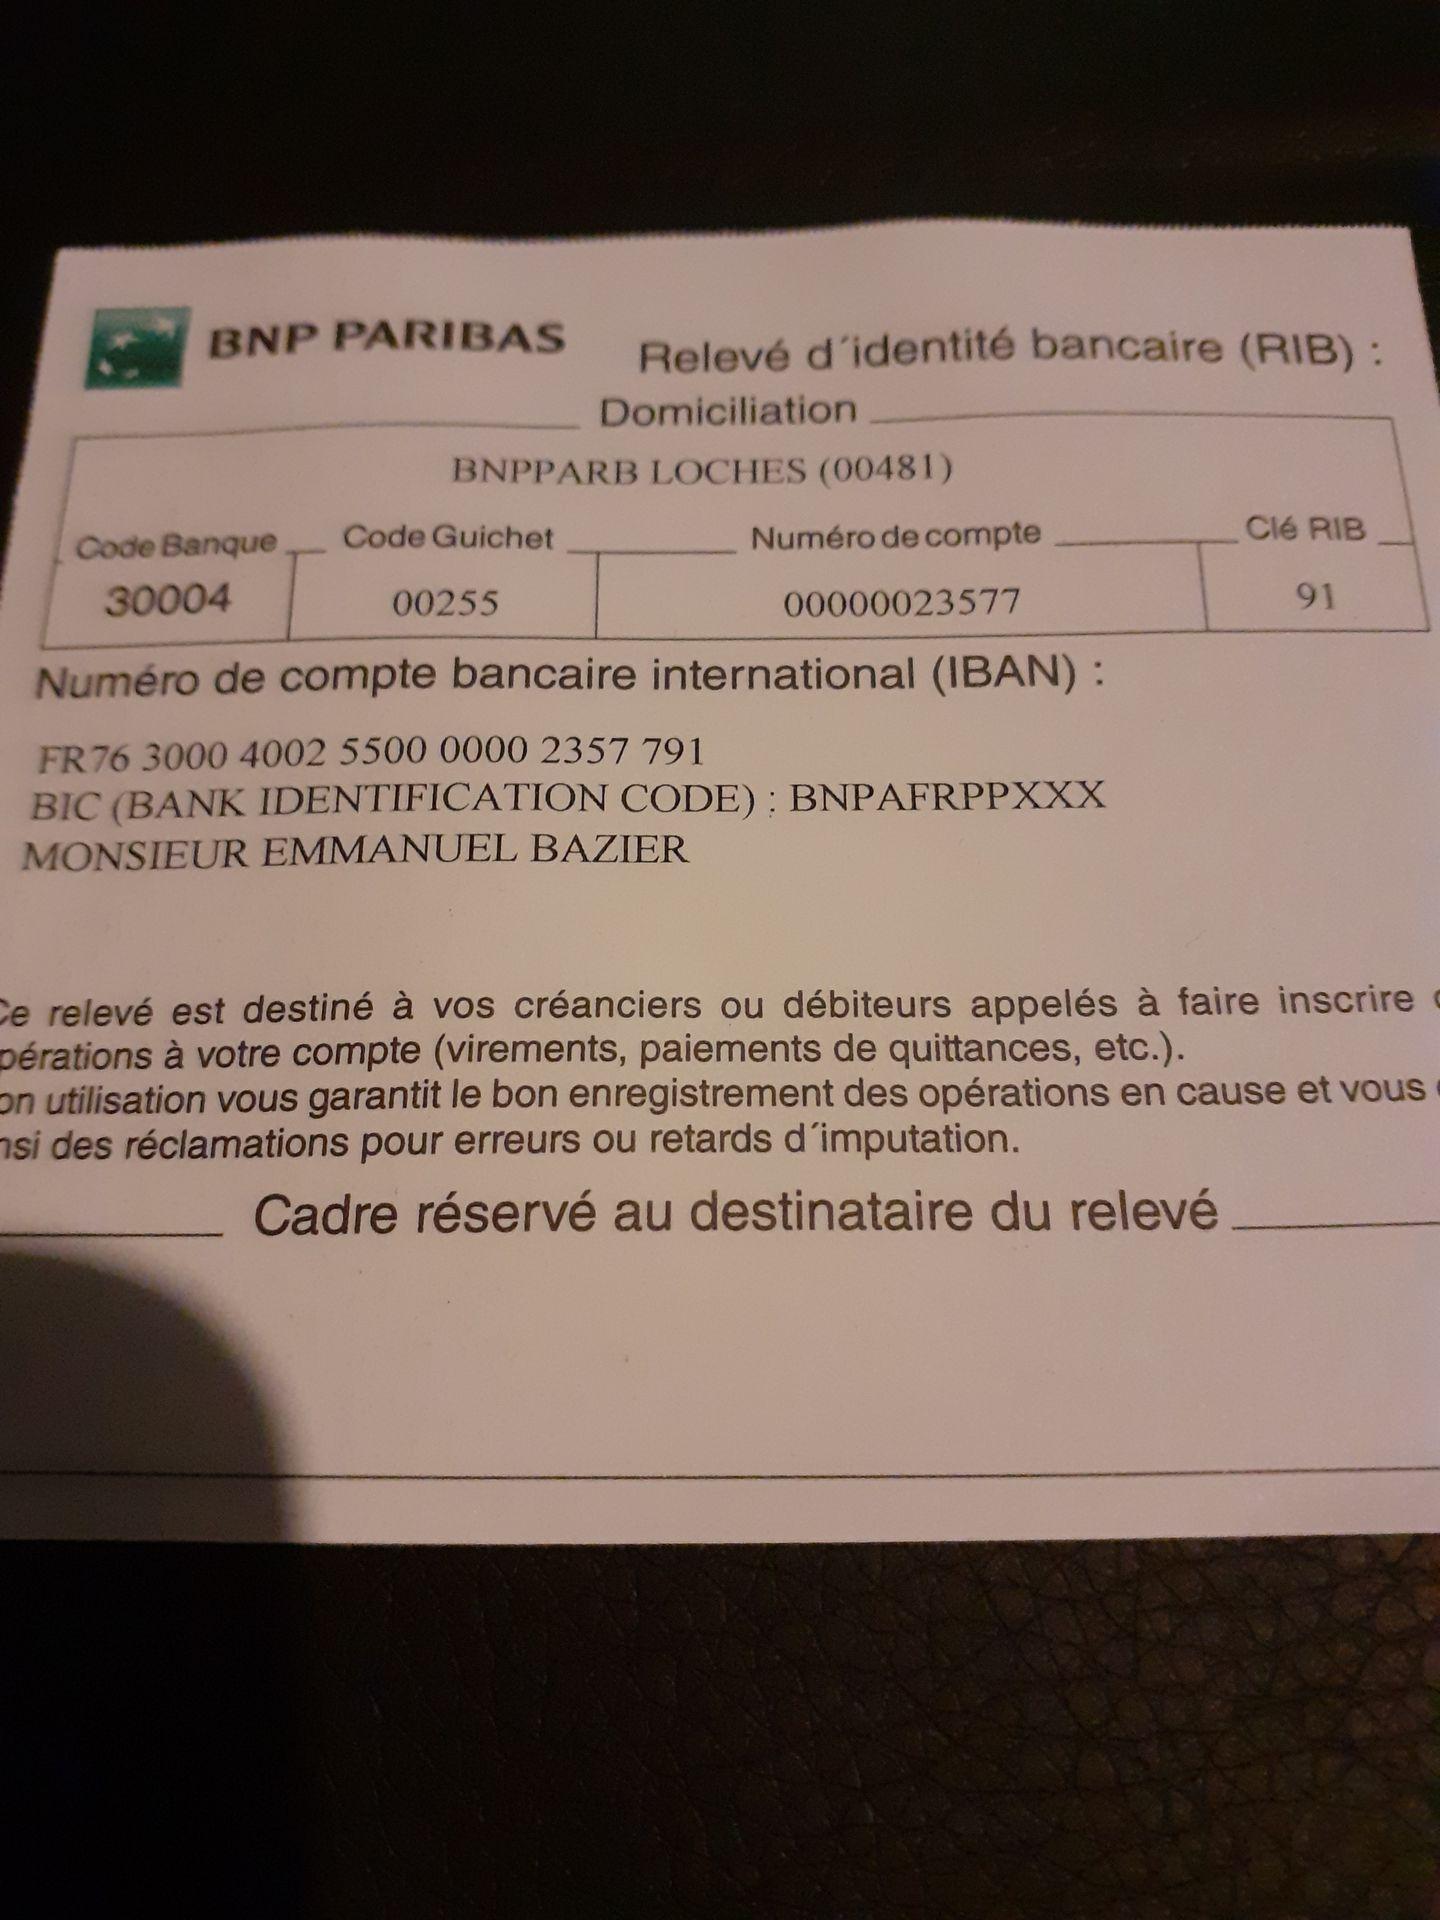 BNP PARIBAS Relevé d´identité bancaire (RIB) :
Domiciliation
BNPPARB LOCHES (00481)
Code Banque Code Guichet Numéro de compte Clé RIB
30004 00255 00000023577 91
Numéro de compte bancaire international (IBAN) :
FR76 3000 4002 5500 0000 2357 791
BIC (BANK IDENTIFICATION CODE) : BNPAFRPPXXX
MONSIEUR EMMANUEL BAZIER
Ce relevé est destiné à vos créanciers ou débiteurs appelés à faire inscrire
pérations à votre compte (virements, paiements de quittances, etc.).
on utilisation vous garantit le bon enregistrement des opérations en cause et vous
nsi des réclamations pour erreurs ou retards d´imputation.
Cadre réservé au destinataire du relevé